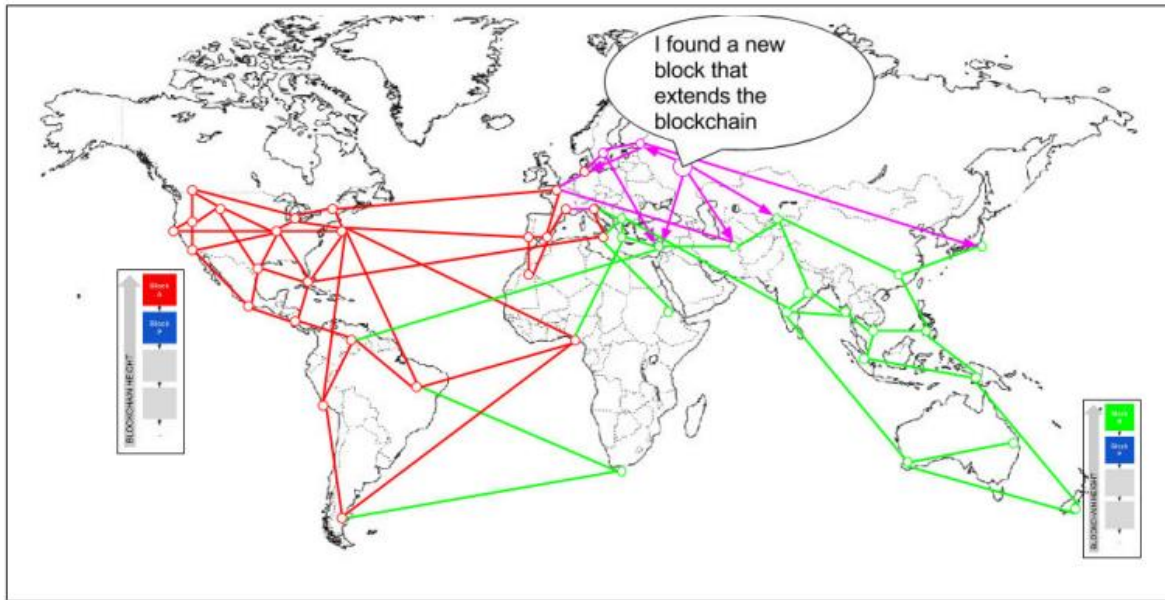 I found a new
block that
extends the
blockchain
Block
A
Block
P
BLOCKCHAIN HEIGHT
Block
Block
P
BLOCKCHAIN HEIGHT